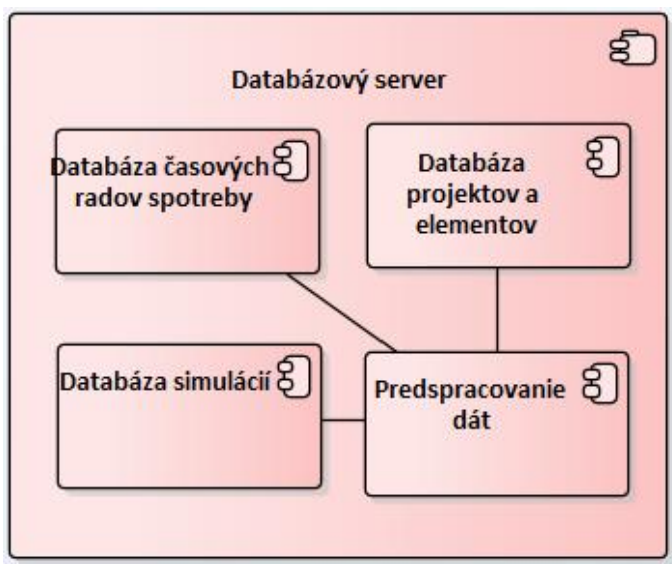 Databázový server
Databáza časových
radov spotreby
Databáza
projektov a
elementov
Databáza simulácií
Predspracovanie
dát